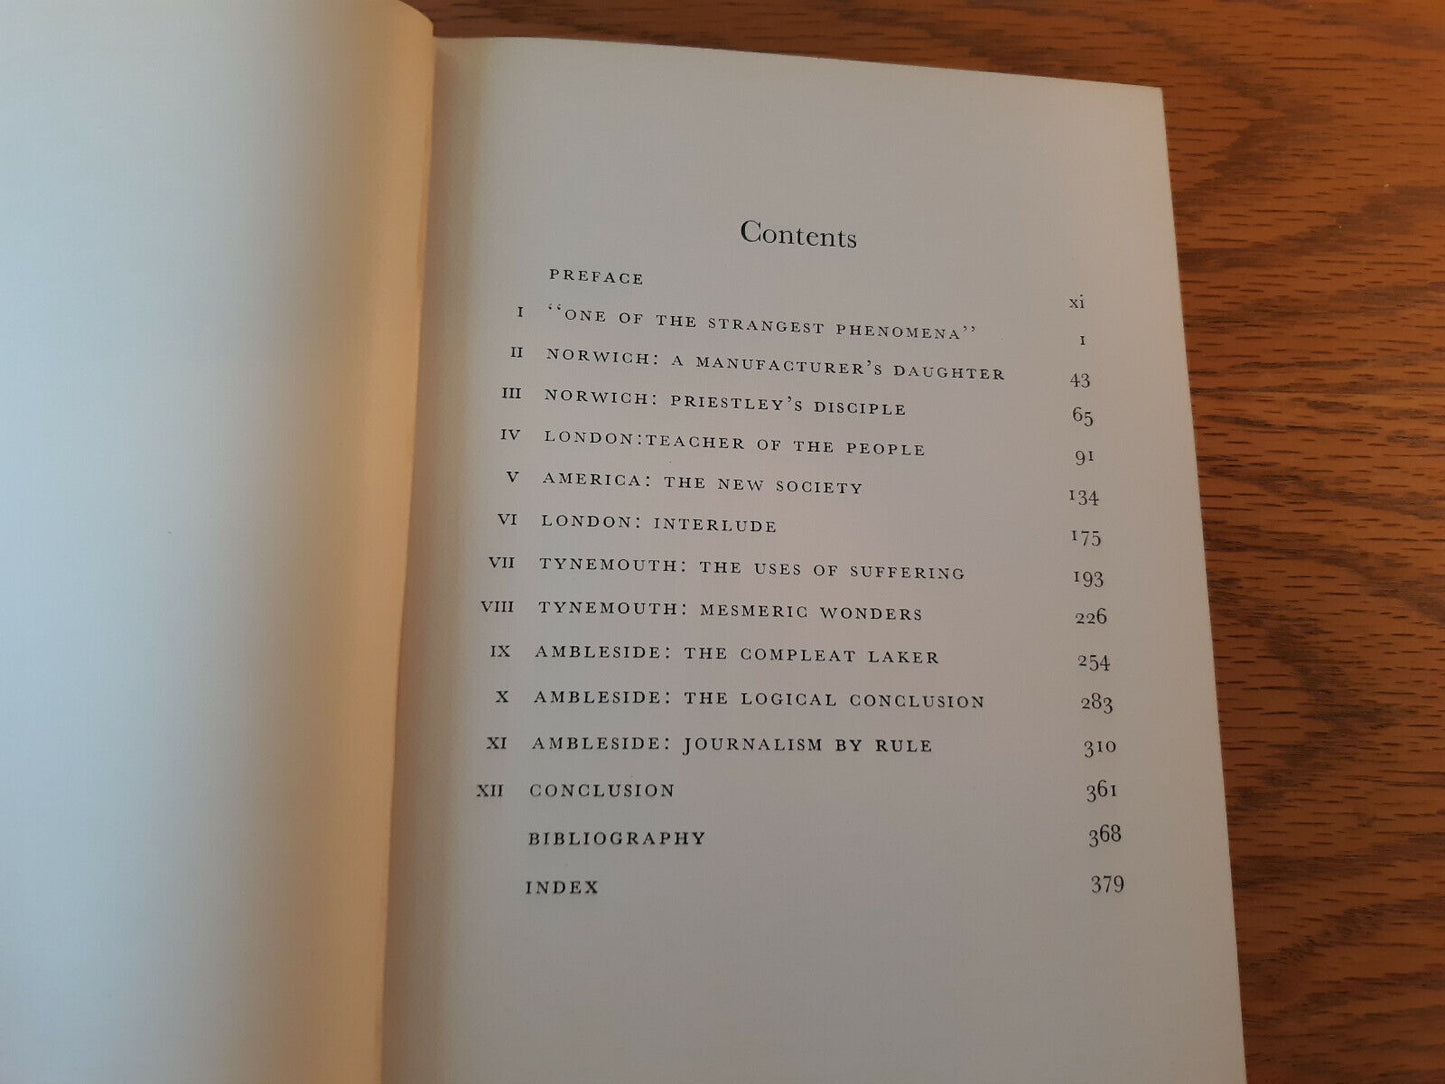 Contents
PREFACE xi
I "ONE OF THE STRANGEST PHENOMENA" 1
II NORWICH: A MANUFACTURER'S DAUGHTER 43
III NORWICH: PRIESTLEY'S DISCIPLE 65
IV LONDON:TEACHER OF THE PEOPLE 91
V AMERICA: THE NEW SOCIETY 134
VI LONDON: INTERLUDE 175
VII TYNEMOUTH: THE USES OF SUFFERING 193
VIII TYNEMOUTH: MESMERIC WONDERS 226
IX AMBLESIDE: THE COMPLEAT LAKER 254
X AMBLESIDE: THE LOGICAL CONCLUSION 283
XI AMBLESIDE: JOURNALISM BY RULE 310
XII CONCLUSION 361
BIBLIOGRAPHY 368
INDEX 379